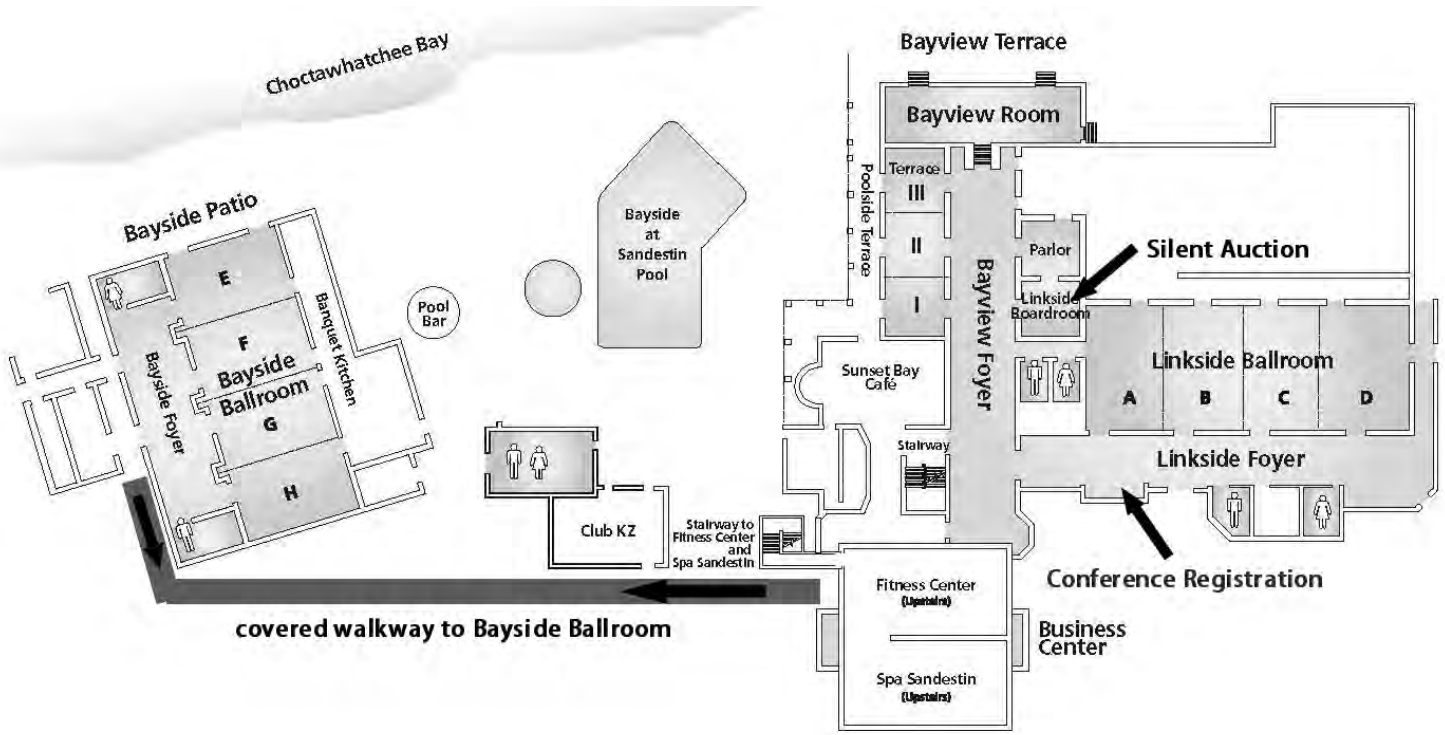 Choctawhatchee Bay
Bayview Terrace
Bayview Room
Terrace
III
II
I
Poolside Terrace
Bayside
at
Sandestin
Pool
Bayside Patio
E
F
Bayside
Ballroom
G
H
Bayside Foyer
Banquet Kitchen
Pool
Bar
Parlor
Silent Auction
Linkside
Boardroom
Bayview Foyer
Sunset Bay
Café
Linkside Ballroom
A
B
C
D
Stairway
Linkside Foyer
Club KZ
Stairway to
Fitness Center
and
Spa Sandestin
Conference Registration
Fitness Center
(Upstairs)
covered walkway to Bayside Ballroom
Business
Center
Spa Sandestin
(Upstairs)